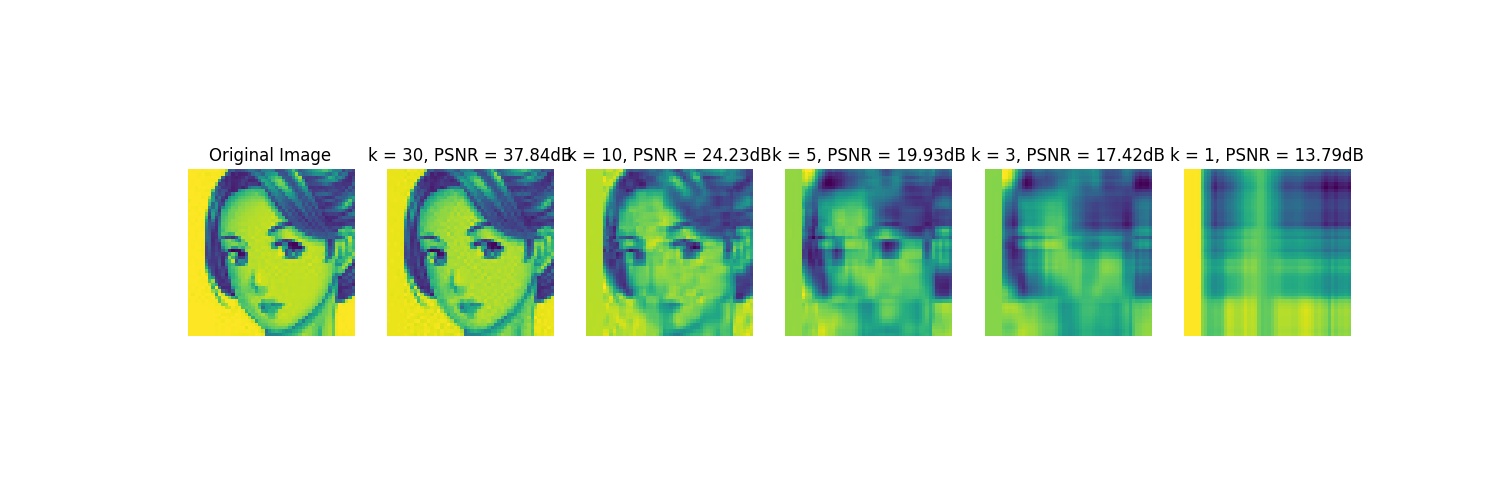 Original Image
k = 30, PSNR = 37.84dB
k = 10, PSNR = 24.23dB
k = 5, PSNR = 19.93dB
k = 3, PSNR = 17.42dB
k = 1, PSNR = 13.79dB